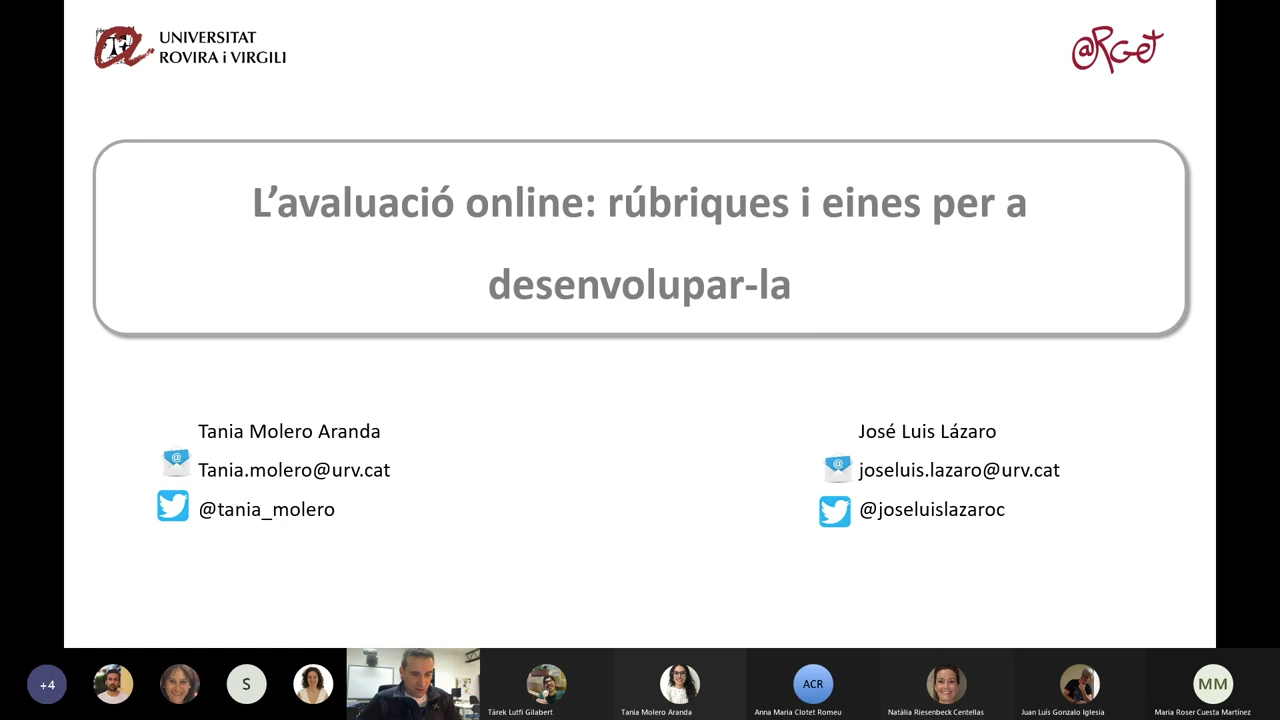 UNIVERSITAT
ROVIRA i VIRGILI
@RGet
L’avaluació online: rúbriques i eines per a
desenvolupar-la
Tania Molero Aranda
Tania.molero@urv.cat
@tania_molero
José Luis Lázaro
joseluis.lazaro@urv.cat
@joseluislazaroc
+4
S
ACR
MM
Tàrek Lutfi Gilabert
Tania Molero Aranda
Anna Maria Clotet Romeu
Natàlia Riesenbeck Centellas
Juan Luis Gonzalo Iglesia
Maria Roser Cuesta Martínez